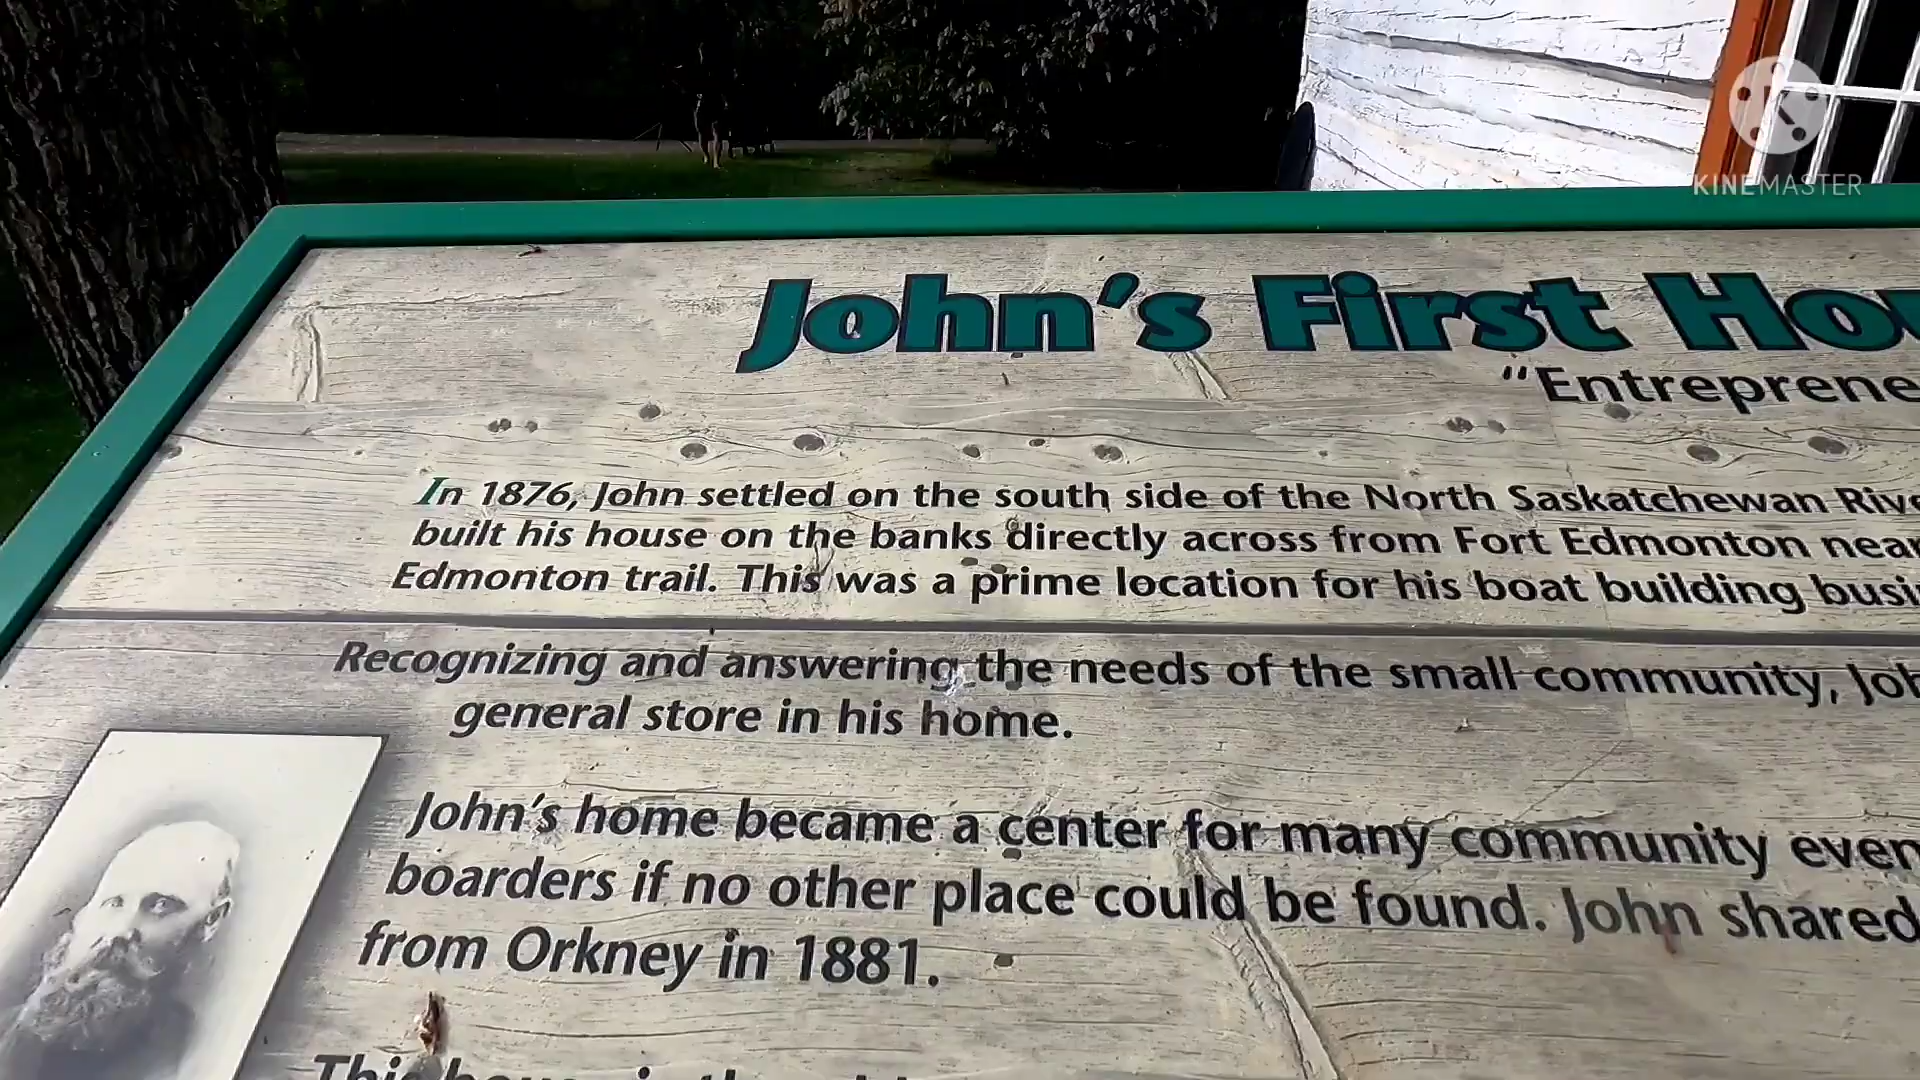 KINEMASTER
John's First
"Entreprene
In 1876, John settled on the south side of the North Saskatchewan Riv
built his house on the banks directly across from Fort Edmonton near
Edmonton trail. This was a prime location for his boat building busi
Recognizing and answering the needs of the small community, Joh
general store in his home.
John's home became a center for many community even
boarders if no other place could be found. John shared
from Orkney in 1881.